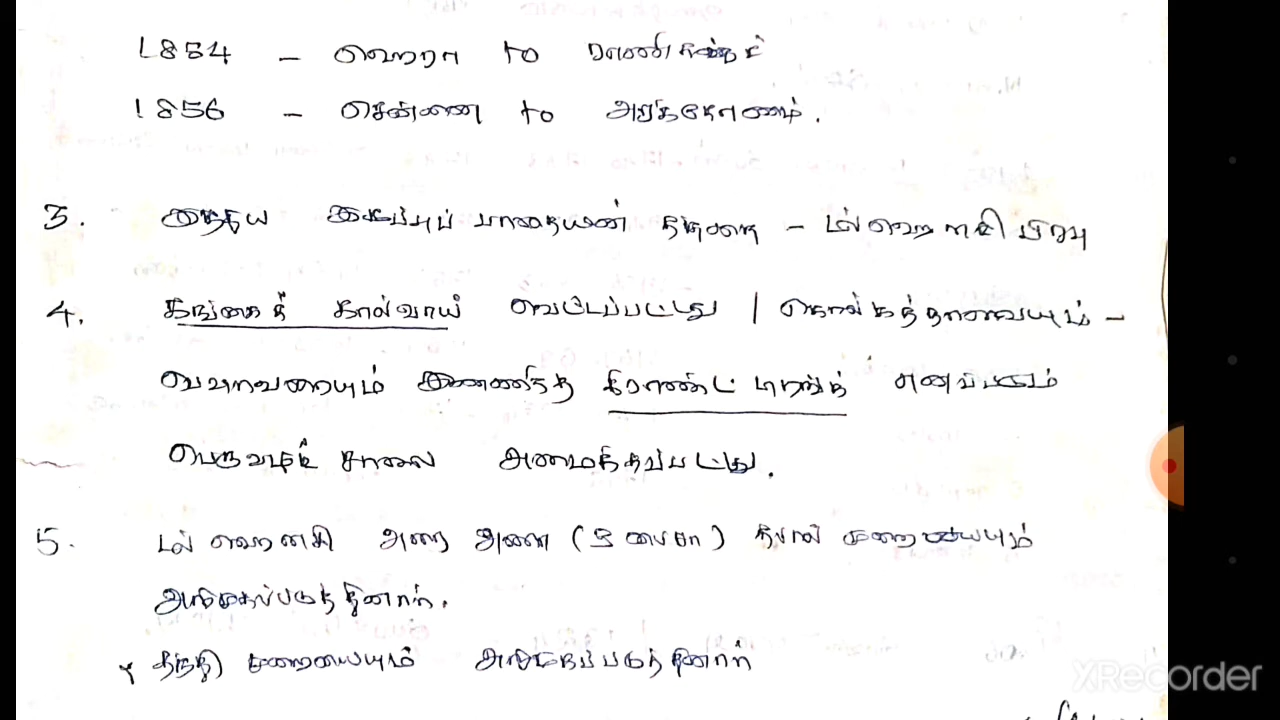 1854 – ஹௌரா to ராணிகஞ்ச்
1856 – சென்னை to அரக்கோணம்.
3. இந்திய இருப்புப் பாதையின் தந்தை – டல்ஹௌசி பிரபு
4. கங்கைக் கால்வாய் வெட்டப்பட்டது / கொல்கத்தாவையும் –
பெஷாவரையும் இணைக்கும் கிராண்ட் டிரங்க் எனப்படும்
பெருவழிச் சாலை அமைக்கப்பட்டது.
5. டல்ஹௌசி அரை அணா (3 பைசா) தபால் முறையையும்
அறிமுகப்படுத்தினார்.
தந்தி முறையையும் அறிமுகப்படுத்தினார்
XRecorder